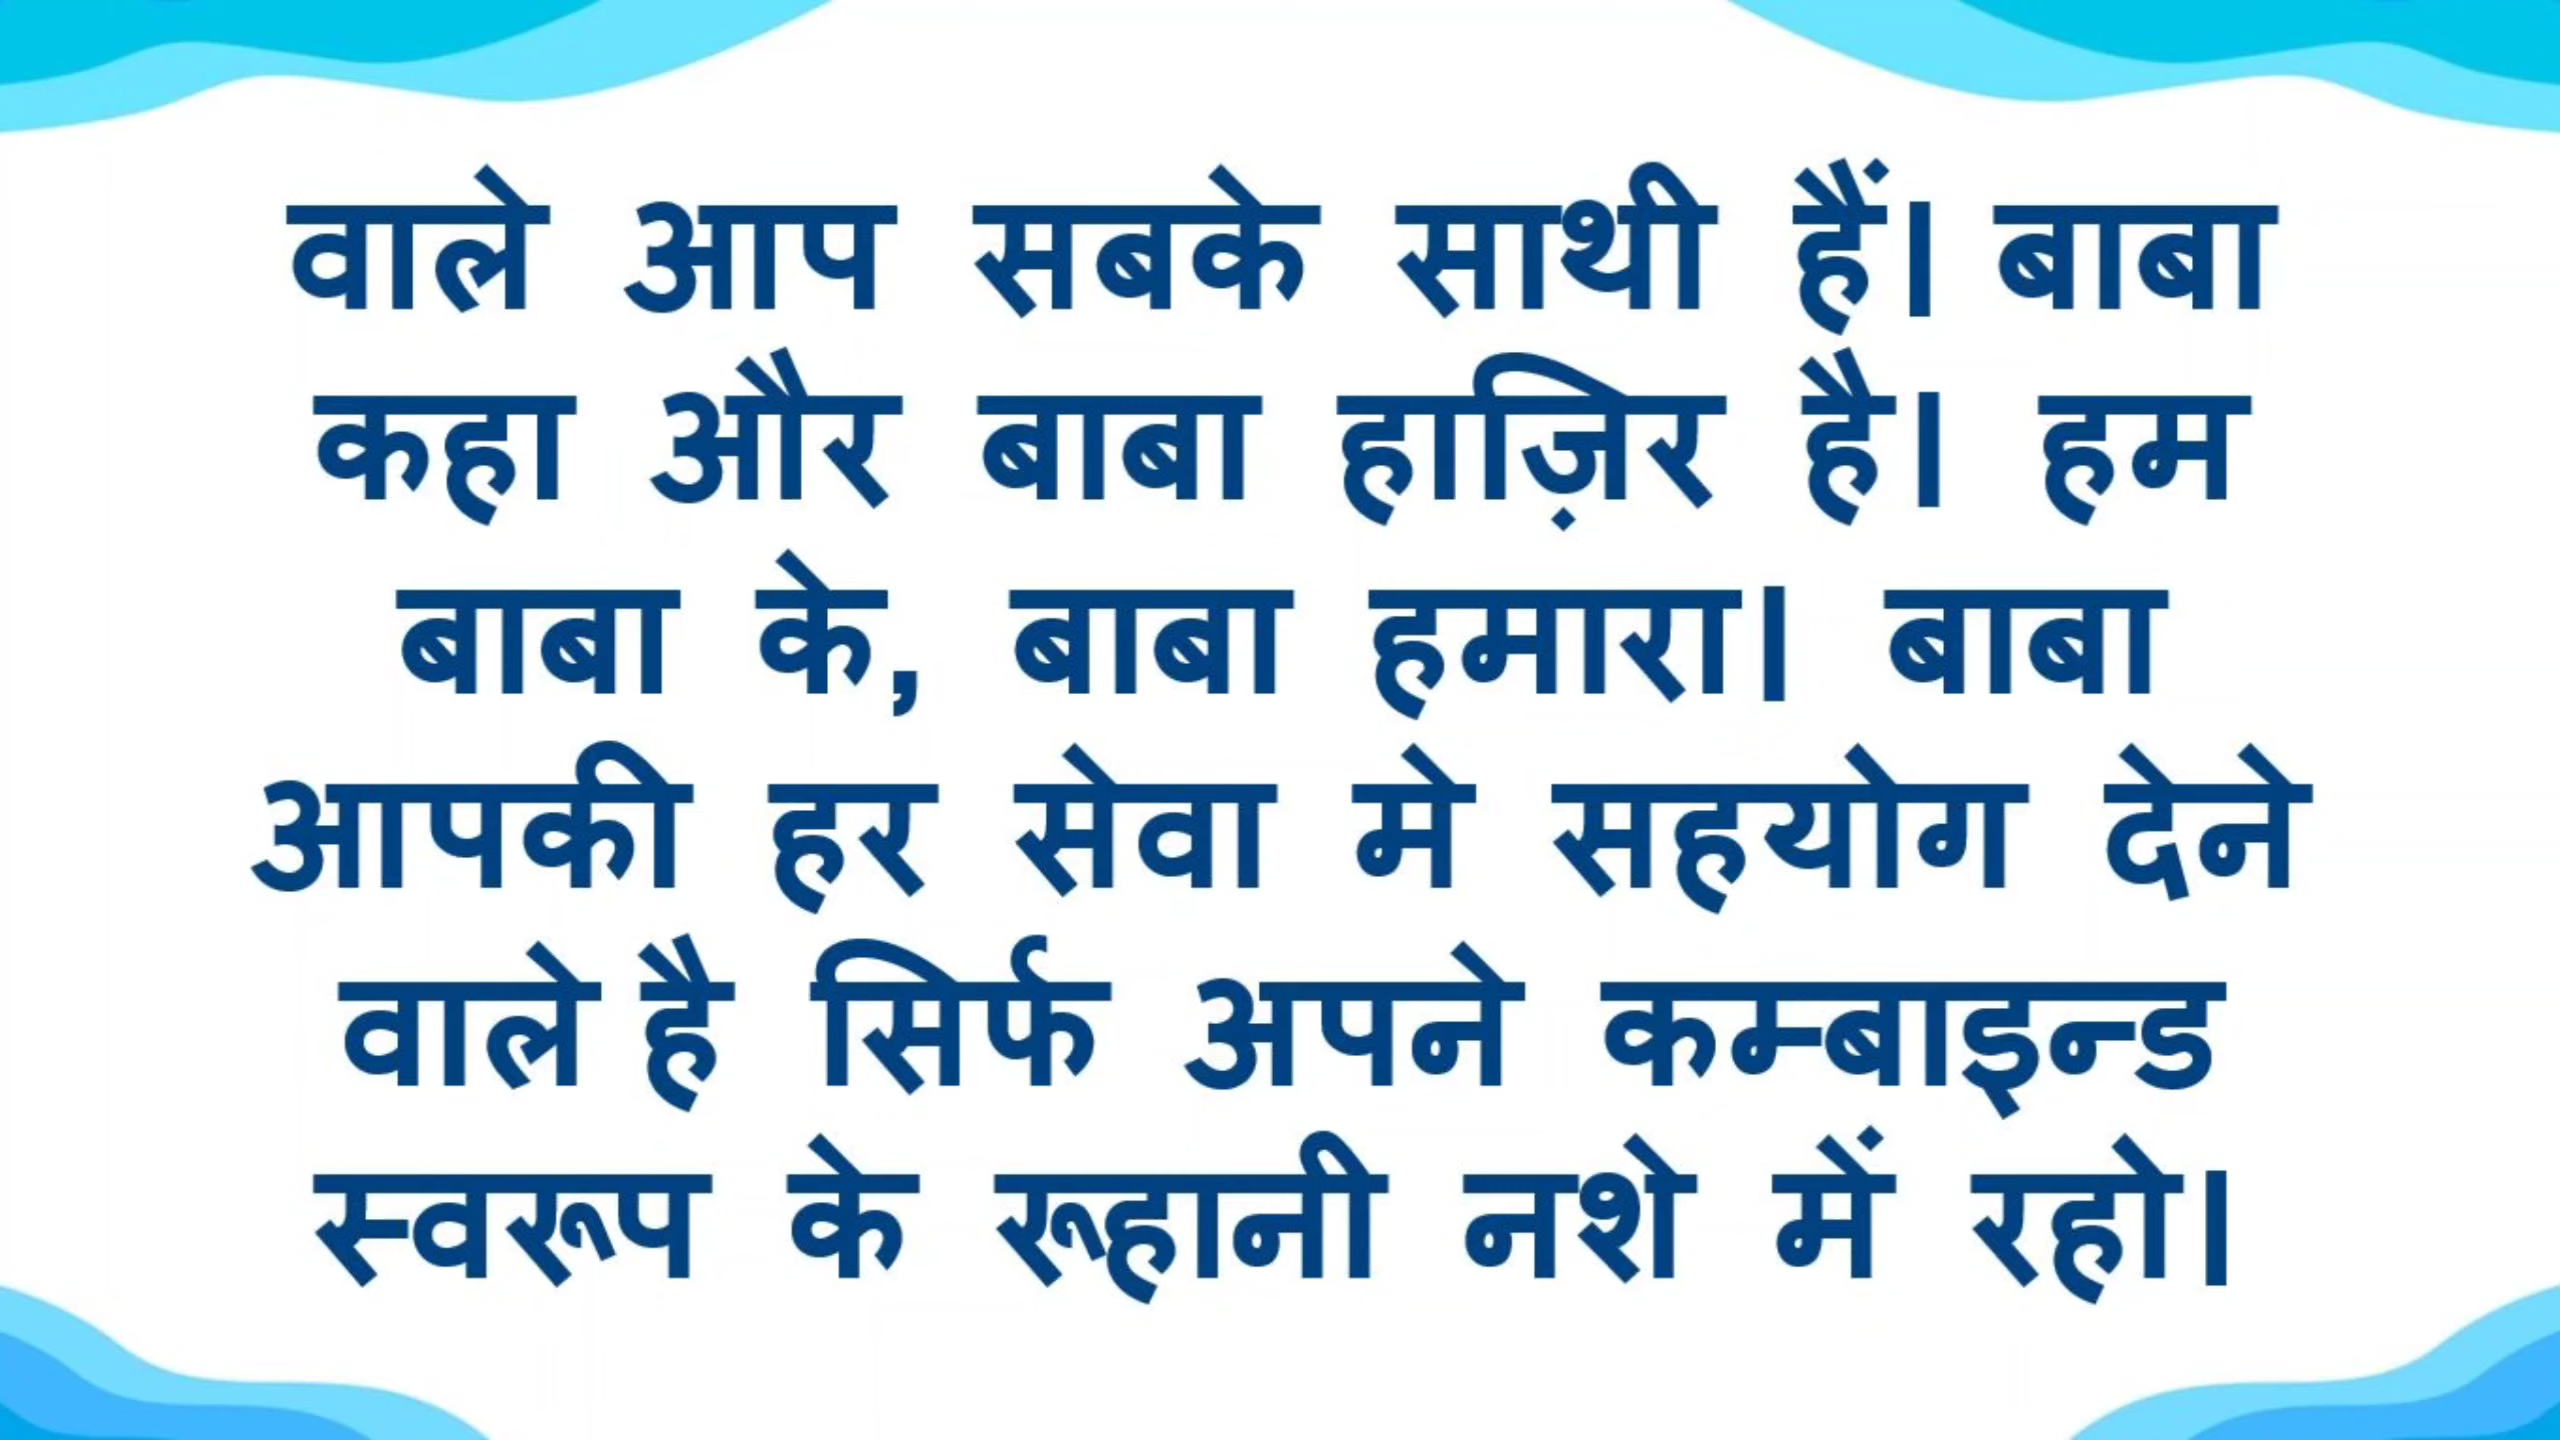 वाले आप सबके साथी हैं। बाबा
कहा और बाबा हाज़िर है। हम
बाबा के, बाबा हमारा। बाबा
आपकी हर सेवा मे सहयोग देने
वाले है सिर्फ अपने कम्बाइन्ड
स्वरूप के रूहानी नशे में रहो।